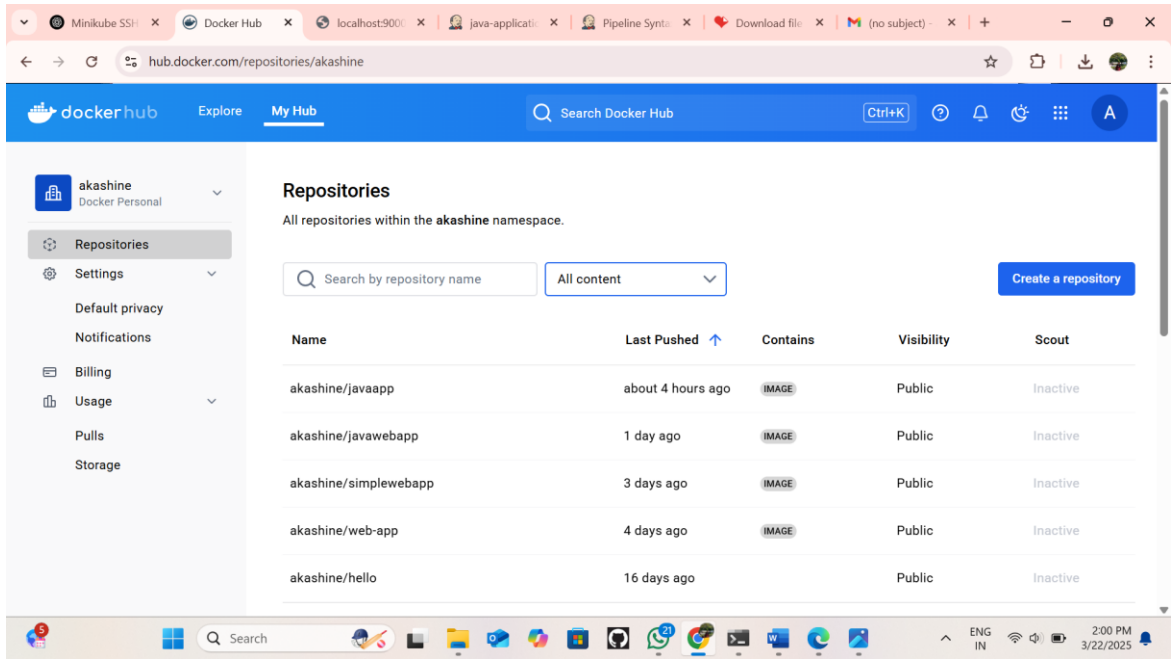 Minikube SSH
Docker Hub
localhost:900
java-applicatio
Pipeline Synta
Download file
(no subject) -
hub.docker.com/repositories/akashine
dockerhub
Explore
My Hub
Search Docker Hub
Ctrl+K
A
akashine
Docker Personal
Repositories
Settings
Default privacy
Notifications
Billing
Usage
Pulls
Storage
Repositories
All repositories within the akashine namespace.
Search by repository name
All content
Create a repository
Name Last Pushed Contains Visibility Scout
akashine/javaapp about 4 hours ago IMAGE Public Inactive
akashine/javawebapp 1 day ago IMAGE Public Inactive
akashine/simplewebapp 3 days ago IMAGE Public Inactive
akashine/web-app 4 days ago IMAGE Public Inactive
akashine/hello 16 days ago Public Inactive
5
Search
21
ENG
IN
2:00 PM
3/22/2025